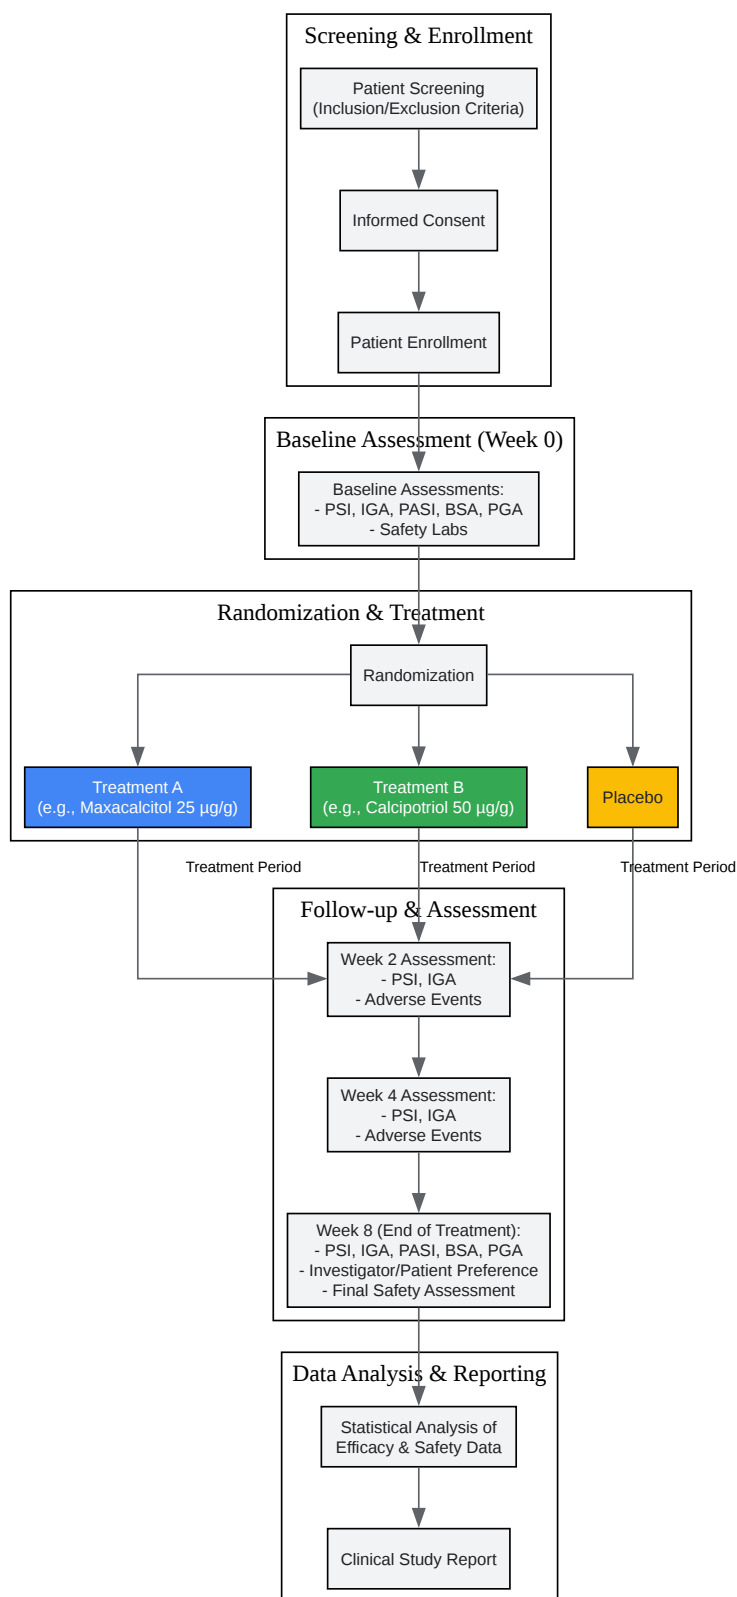 Screening & Enrollment
Patient Screening
(Inclusion/Exclusion Criteria)
Informed Consent
Patient Enrollment
Baseline Assessment (Week 0)
Baseline Assessments:
- PSI, IGA, PASI, BSA, PGA
- Safety Labs
Randomization & Treatment
Randomization
Treatment A
(e.g., Maxacalcitol 25 µg/g)
Treatment B
(e.g., Calcipotriol 50 µg/g)
Placebo
Treatment Period
Treatment Period
Treatment Period
Follow-up & Assessment
Week 2 Assessment:
- PSI, IGA
- Adverse Events
Week 4 Assessment:
- PSI, IGA
- Adverse Events
Week 8 (End of Treatment):
- PSI, IGA, PASI, BSA, PGA
- Investigator/Patient Preference
- Final Safety Assessment
Data Analysis & Reporting
Statistical Analysis of
Efficacy & Safety Data
Clinical Study Report